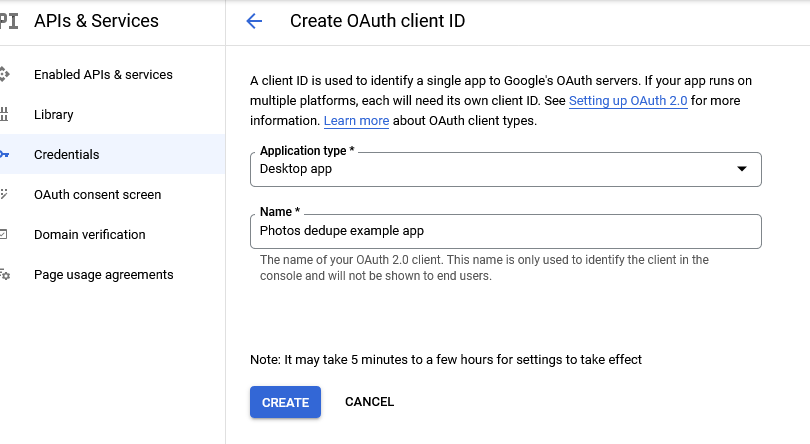 API APIs & Services
Enabled APIs & services
Library
Credentials
OAuth consent screen
Domain verification
Page usage agreements
Create OAuth client ID
A client ID is used to identify a single app to Google's OAuth servers. If your app runs on
multiple platforms, each will need its own client ID. See Setting up OAuth 2.0 for more
information. Learn more about OAuth client types.
Application type *
Desktop app
Name *
Photos dedupe example app
The name of your OAuth 2.0 client. This name is only used to identify the client in the
console and will not be shown to end users.
Note: It may take 5 minutes to a few hours for settings to take effect
CREATE CANCEL